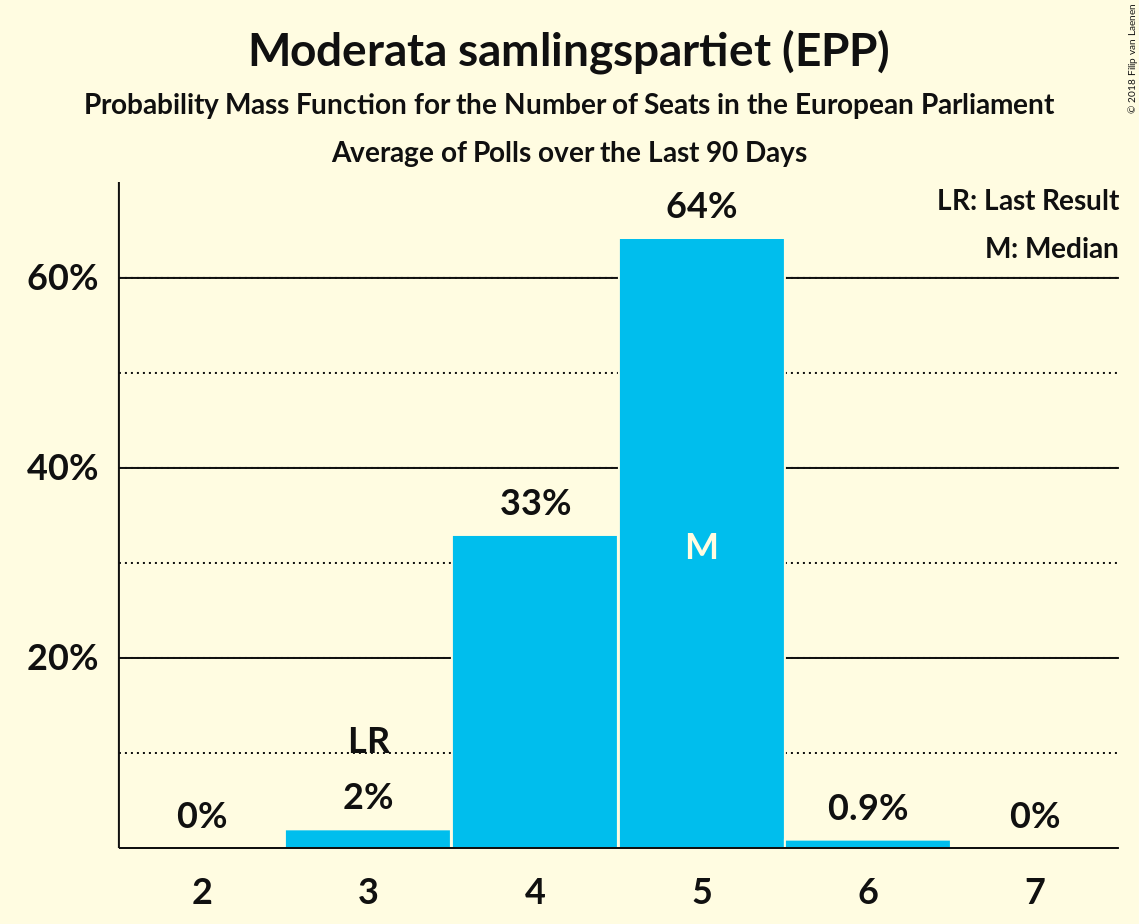 Moderata samlingspartiet (EPP)
Probability Mass Function for the Number of Seats in the European Parliament
Average of Polls over the Last 90 Days
© 2018 Filip van Laenen
LR: Last Result
M: Median
64%
60%
40%
33%
M
20%
LR
2%
0%
0.9%
0%
2 3 4 5 6 7